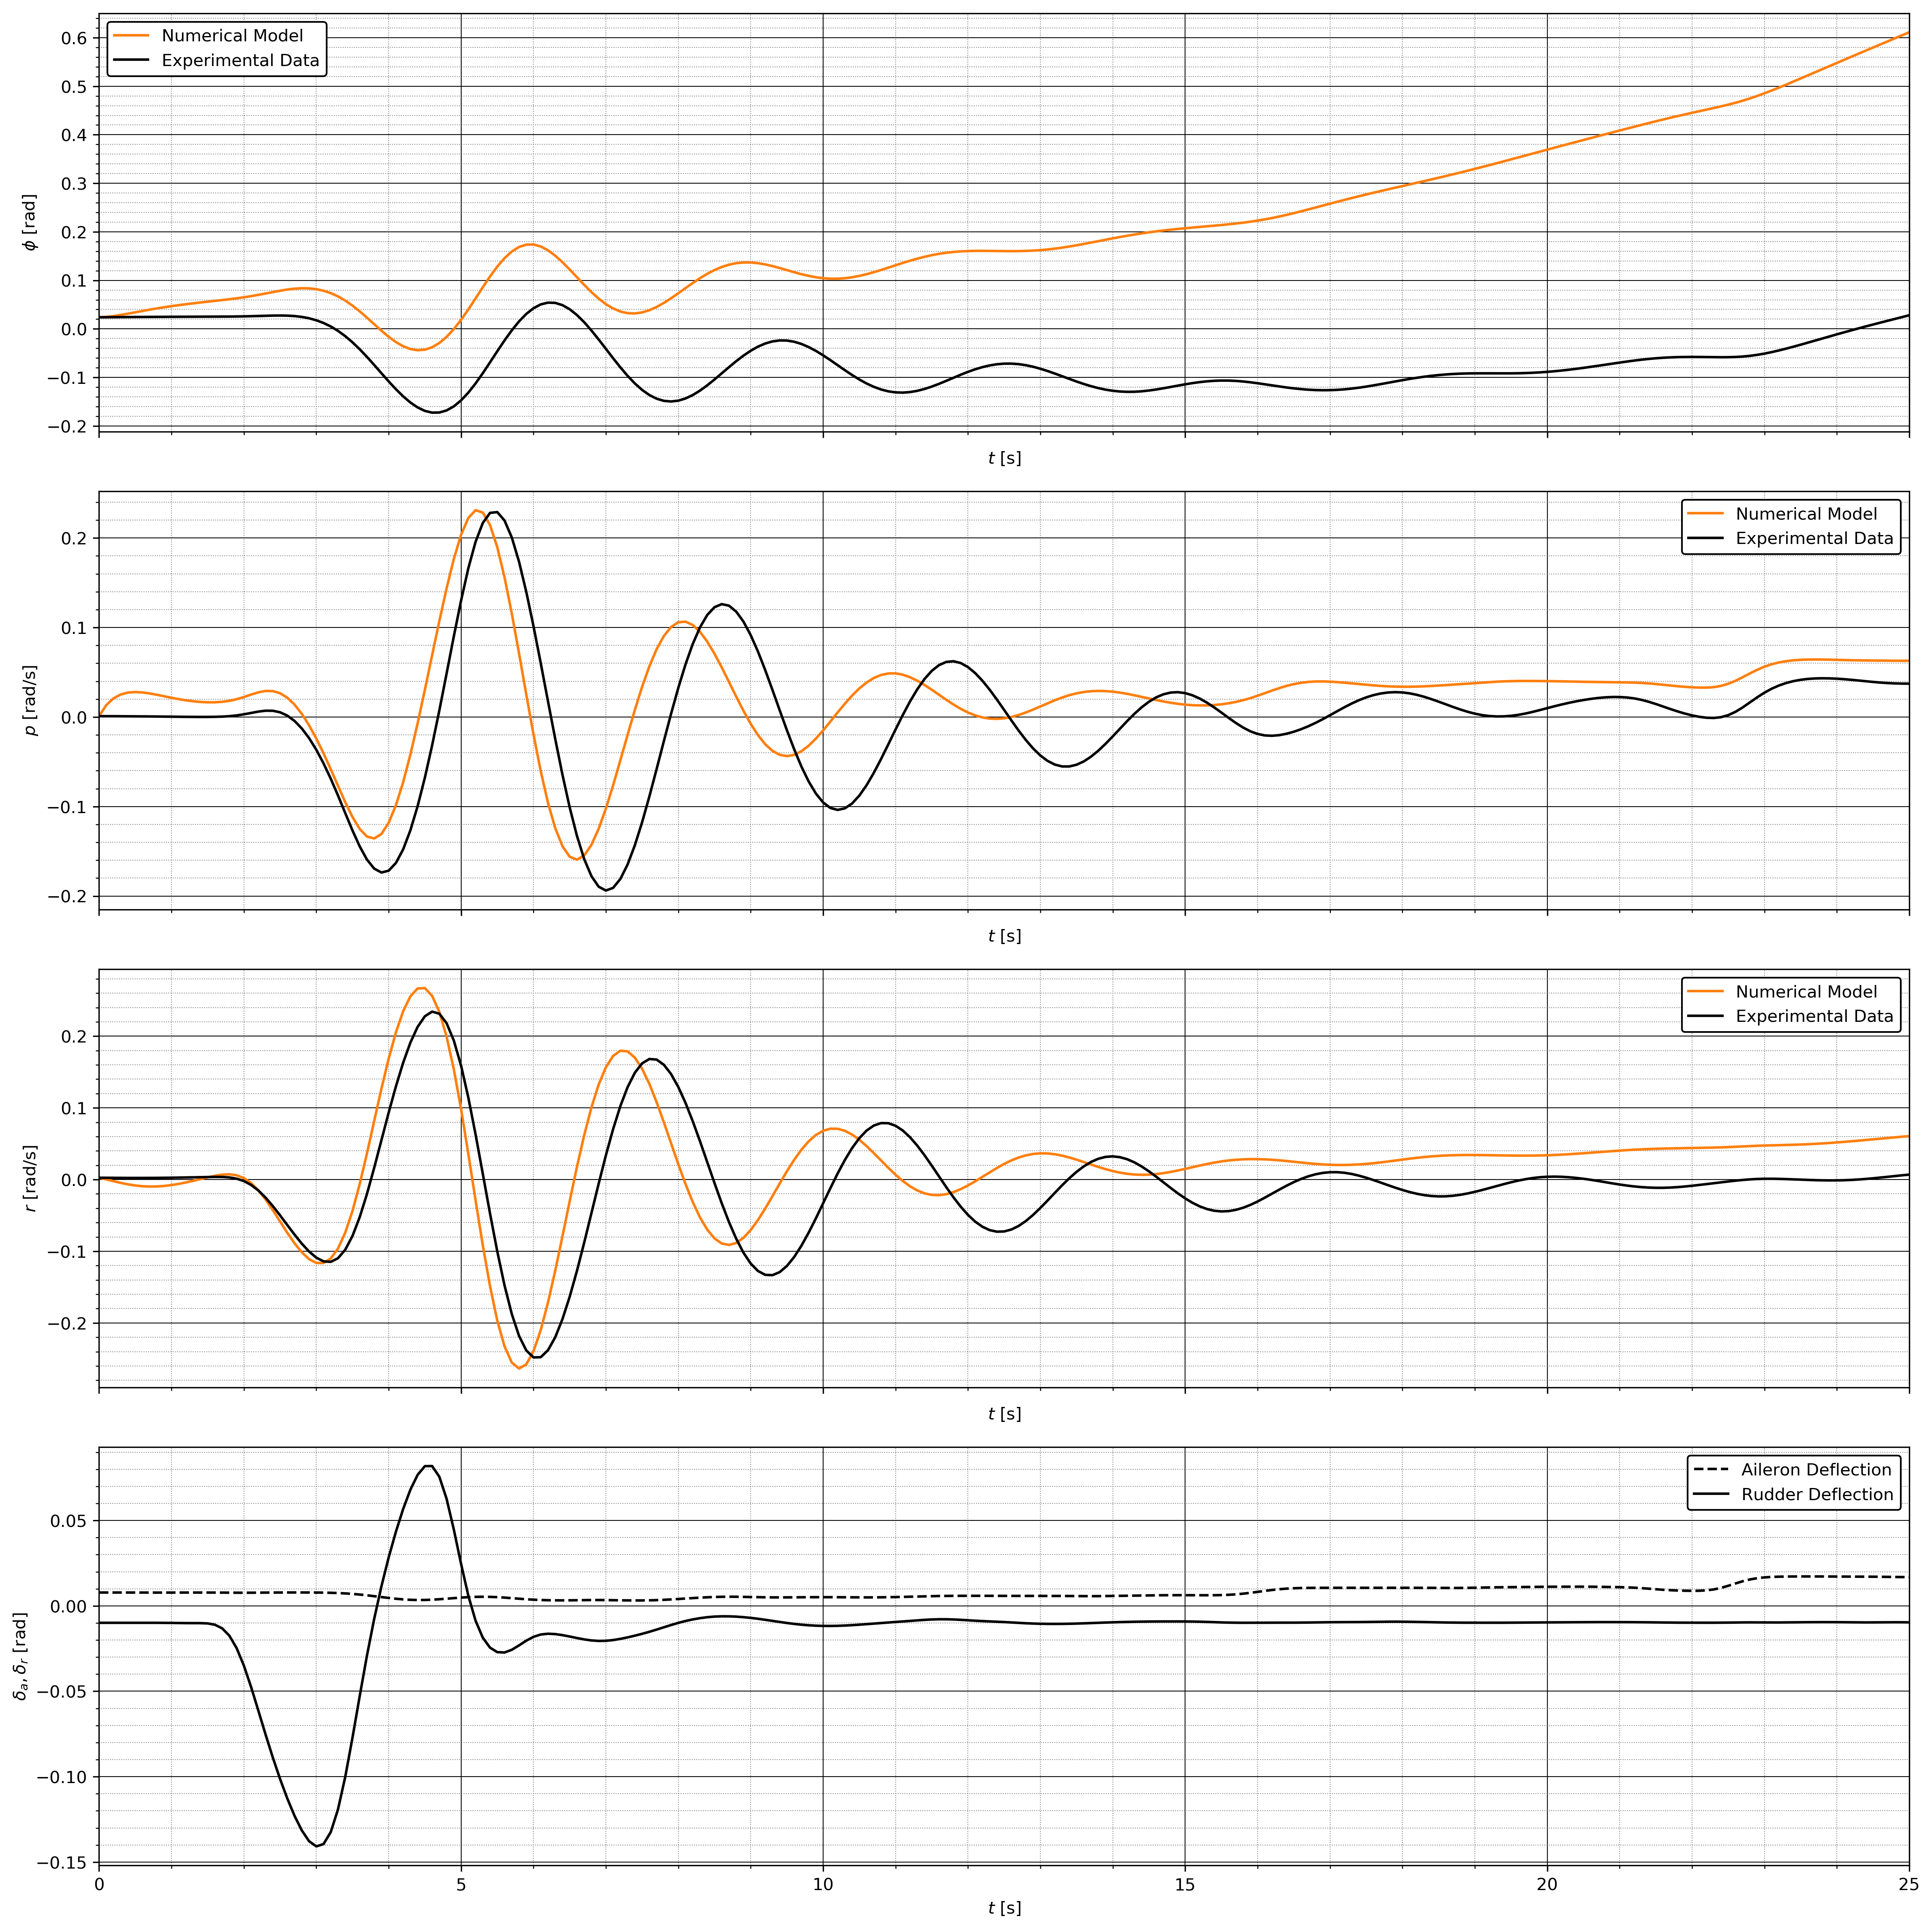 Numerical Model
Experimental Data
0.6
0.5
0.4
0.3
0.2
0.1
0.0
−0.1
−0.2
ϕ [rad]
t [s]
Numerical Model
Experimental Data
0.2
0.1
0.0
−0.1
−0.2
p [rad/s]
t [s]
Numerical Model
Experimental Data
0.2
0.1
0.0
−0.1
−0.2
r [rad/s]
t [s]
Aileron Deflection
Rudder Deflection
0.05
0.00
−0.05
−0.10
−0.15
δa, δr [rad]
0 5 10 15 20 25
t [s]